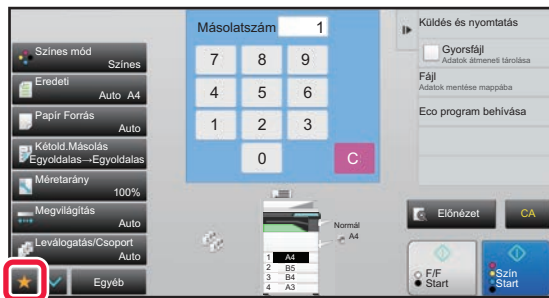 Másolatszám 1
Színes mód
Színes
Eredeti
Auto A4
Papír Forrás
Auto
Kétold.Másolás
Egyoldalas→Egyoldalas
Méretarány
100%
Megvilágítás
Auto
Leválogatás/Csoport
Auto
Egyéb
7 8 9
4 5 6
1 2 3
0 C
Normál
A4
1 A4
2 B5
3 B4
4 A3
Küldés és nyomtatás
Gyorsfájl
Adatok átmeneti tárolása
Fájl
Adatok mentése mappába
Eco program behívása
Előnézet
CA
F/F
Start
Szín
Start